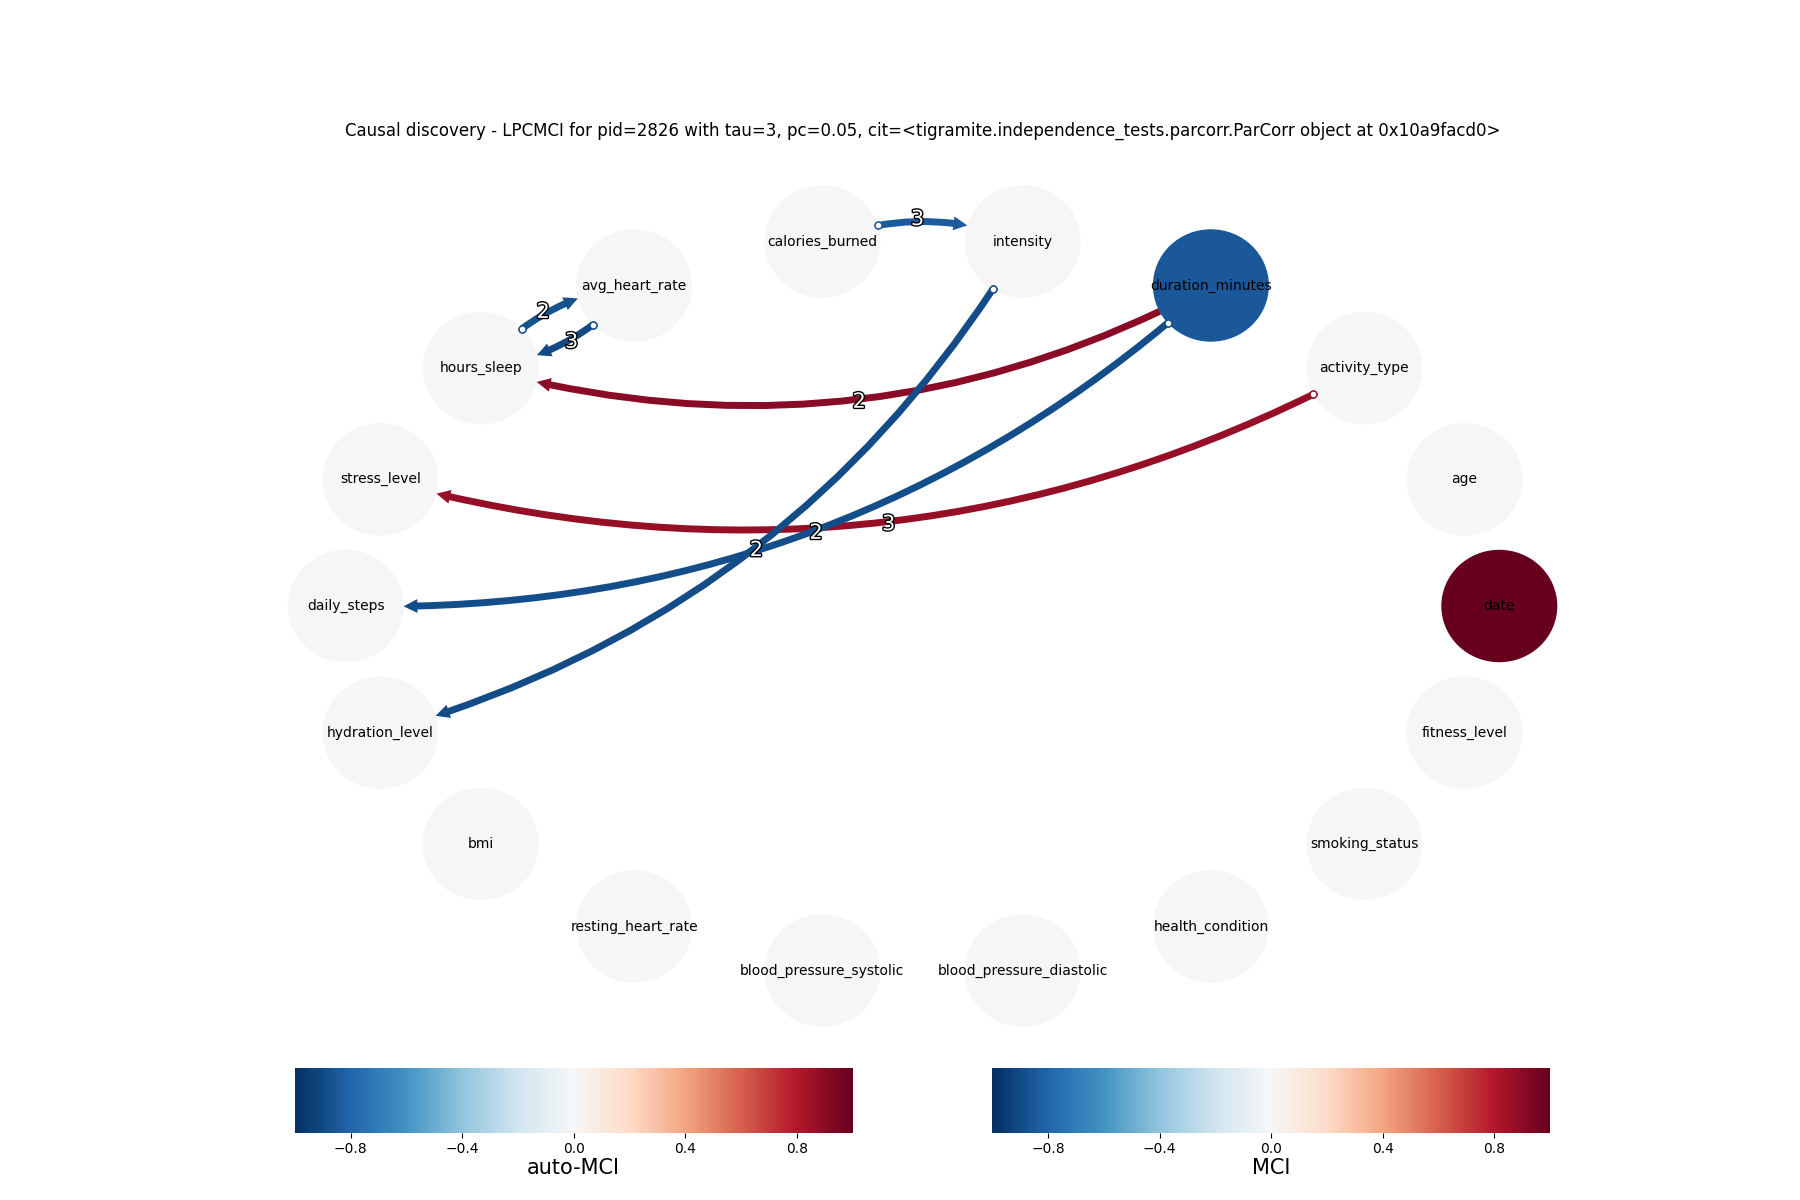 Causal discovery - LPCMCI for pid=2826 with tau=3, pc=0.05, cit=<tigramite.independence_tests.parcorr.ParCorr object at 0x10a9facd0>
3
calories_burned
intensity
avg_heart_rate
duration_minutes
2
3
hours_sleep
activity_type
2
stress_level
age
3
2
2
daily_steps
date
hydration_level
fitness_level
bmi
smoking_status
resting_heart_rate
health_condition
blood_pressure_systolic
blood_pressure_diastolic
−0.8 −0.4 0.0 0.4 0.8
−0.8 −0.4 0.0 0.4 0.8
auto-MCI
MCI